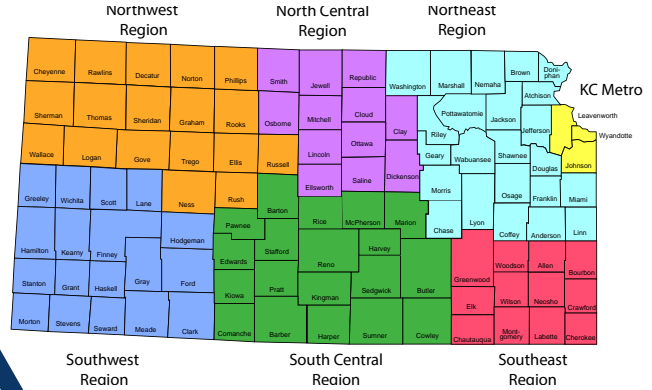 Northwest
Region
North Central
Region
Northeast
Region
KC Metro
Cheyenne
Rawlins
Decatur
Norton
Phillips
Smith
Jewell
Republic
Washington
Marshall
Nemaha
Brown
Doni-
phan
Atchison
Leavenworth
Wyandotte
Sherman
Thomas
Sheridan
Graham
Rooks
Osborne
Mitchell
Cloud
Clay
Riley
Pottawatomie
Jackson
Jefferson
Wallace
Logan
Gove
Trego
Ellis
Russell
Lincoln
Ottawa
Dickenson
Geary
Wabuansee
Shawnee
Douglas
Johnson
Ellsworth
Saline
Morris
Osage
Franklin
Miami
Greeley
Wichita
Scott
Lane
Ness
Rush
Barton
Rice
McPherson
Marion
Chase
Lyon
Coffey
Anderson
Linn
Hamilton
Kearny
Finney
Hodgeman
Pawnee
Stafford
Reno
Harvey
Butler
Greenwood
Woodson
Allen
Bourbon
Stanton
Grant
Haskell
Gray
Ford
Edwards
Kiowa
Pratt
Kingman
Sedgwick
Elk
Wilson
Neosho
Crawford
Morton
Stevens
Seward
Meade
Clark
Comanche
Barber
Harper
Sumner
Cowley
Chautauqua
Mont-
gomery
Labette
Cherokee
Southwest
Region
South Central
Region
Southeast
Region